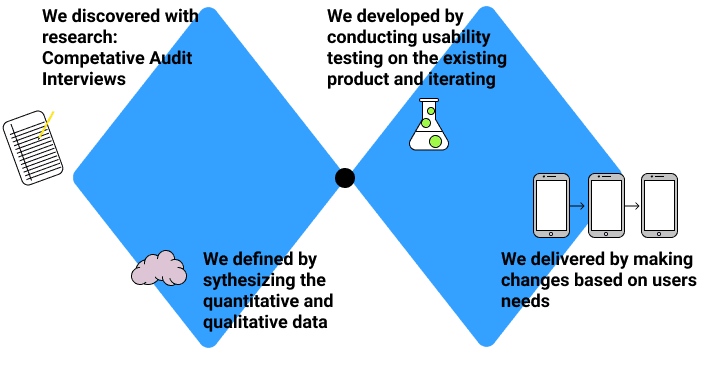 We discovered with
research:
Competative Audit
Interviews
We developed by
conducting usability
testing on the existing
product and iterating
We defined by
sythesizing the
quantitative and
qualitative data
We delivered by making
changes based on users
needs